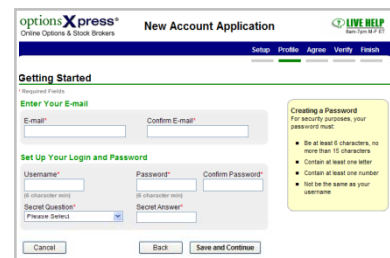 optionsXpress®
Online Options & Stock Brokers
New Account Application
LIVE HELP
8am-7pm M-F ET
Setup Profile Agree Verify Finish
Getting Started
*Required Fields
Enter Your E-mail
E-mail* Confirm E-mail*
Set Up Your Login and Password
Username* Password* Confirm Password*
(6 character min) (6 character min)
Secret Question* Secret Answer*
Please Select
Cancel Back Save and Continue
Creating a Password
For security purposes, your
password must:
Be at least 6 characters, no
more than 15 characters
Contain at least one letter
Contain at least one number
Not be the same as your
username